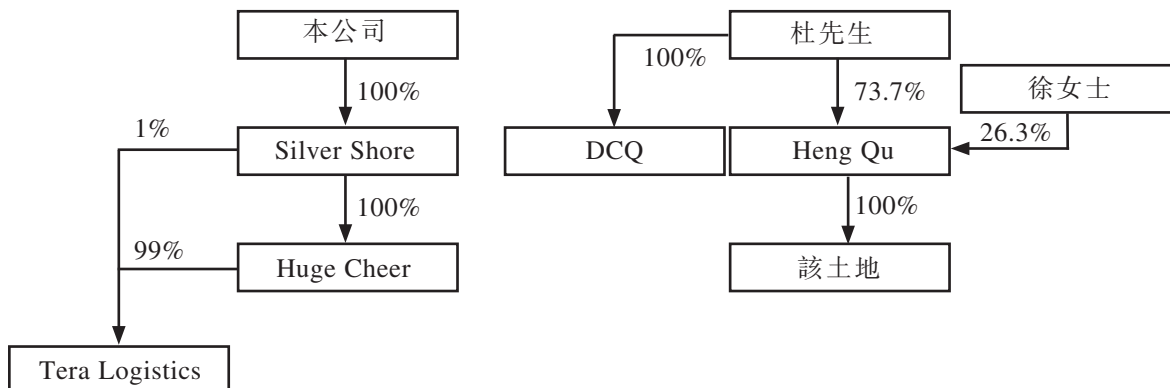 本公司
杜先生
100%
100%
73.7%
徐女士
1%
Silver Shore
DCQ
Heng Qu
26.3%
100%
100%
99%
Huge Cheer
該土地
Tera Logistics